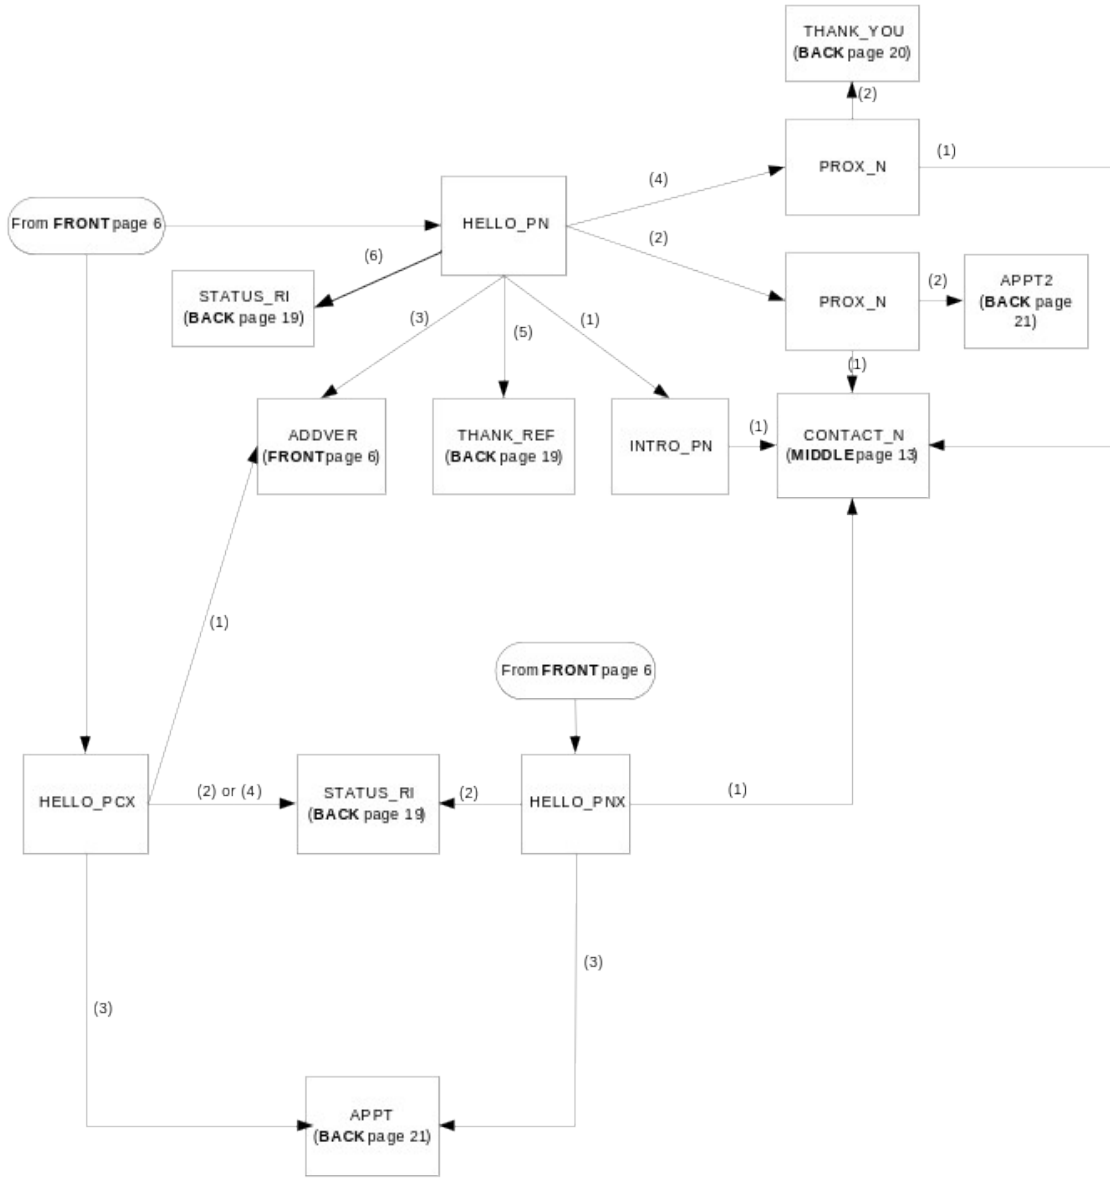 THANK_YOU
(BACK page 20)
(2)
PROX_N
(1)
(4)
From FRONT page 6
HELLO_PN
(2)
(6)
STATUS_RI
(BACK page 19)
PROX_N
(2)
APPT2
(BACK page
21)
(3)
(5)
(1)
(1)
ADDVER
(FRONT page 6)
THANK_REF
(BACK page 19)
INTRO_PN
(1)
CONTACT_N
(MIDDLE page 13)
(1)
From FRONT page 6
HELLO_PCX
(2) or (4)
STATUS_RI
(BACK page 19)
(2)
HELLO_PNX
(1)
(3)
(3)
APPT
(BACK page 21)